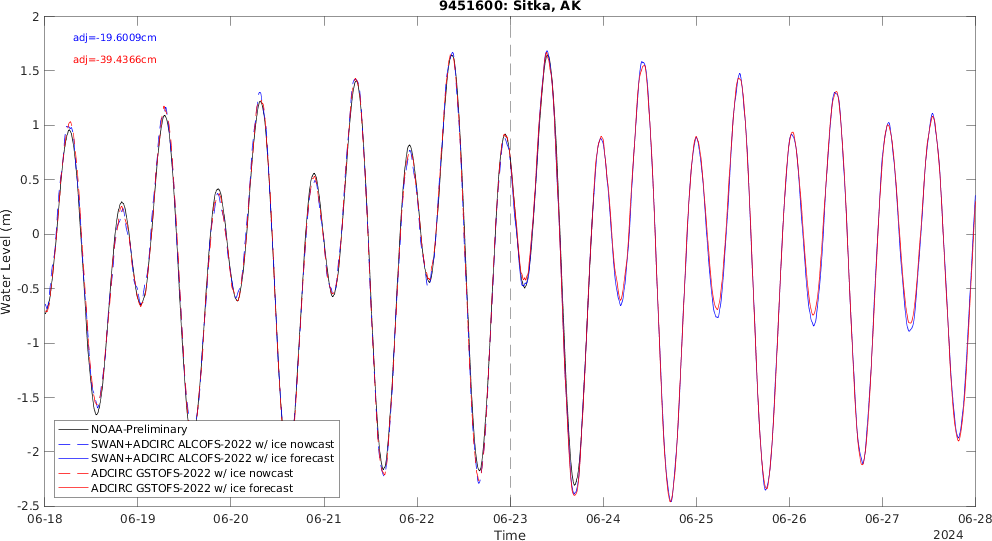 9451600: Sitka, AK
adj=-19.6009cm
adj=-39.4366cm
Water Level (m)
2
1.5
1
0.5
0
-0.5
-1
-1.5
-2
-2.5
NOAA-Preliminary
SWAN+ADCIRC ALCOFS-2022 w/ ice nowcast
SWAN+ADCIRC ALCOFS-2022 w/ ice forecast
ADCIRC GSTOFS-2022 w/ ice nowcast
ADCIRC GSTOFS-2022 w/ ice forecast
06-18 06-19 06-20 06-21 06-22 06-23 06-24 06-25 06-26 06-27 06-28
Time
2024